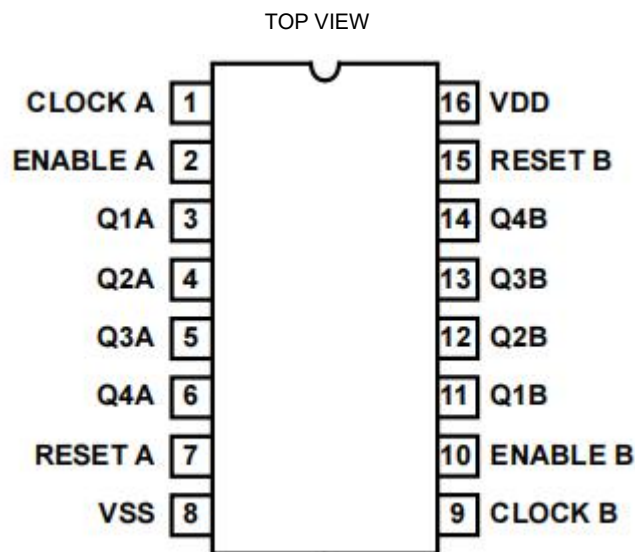 TOP VIEW
CLOCK A 1 16 VDD
ENABLE A 2 15 RESET B
Q1A 3 14 Q4B
Q2A 4 13 Q3B
Q3A 5 12 Q2B
Q4A 6 11 Q1B
RESET A 7 10 ENABLE B
VSS 8 9 CLOCK B